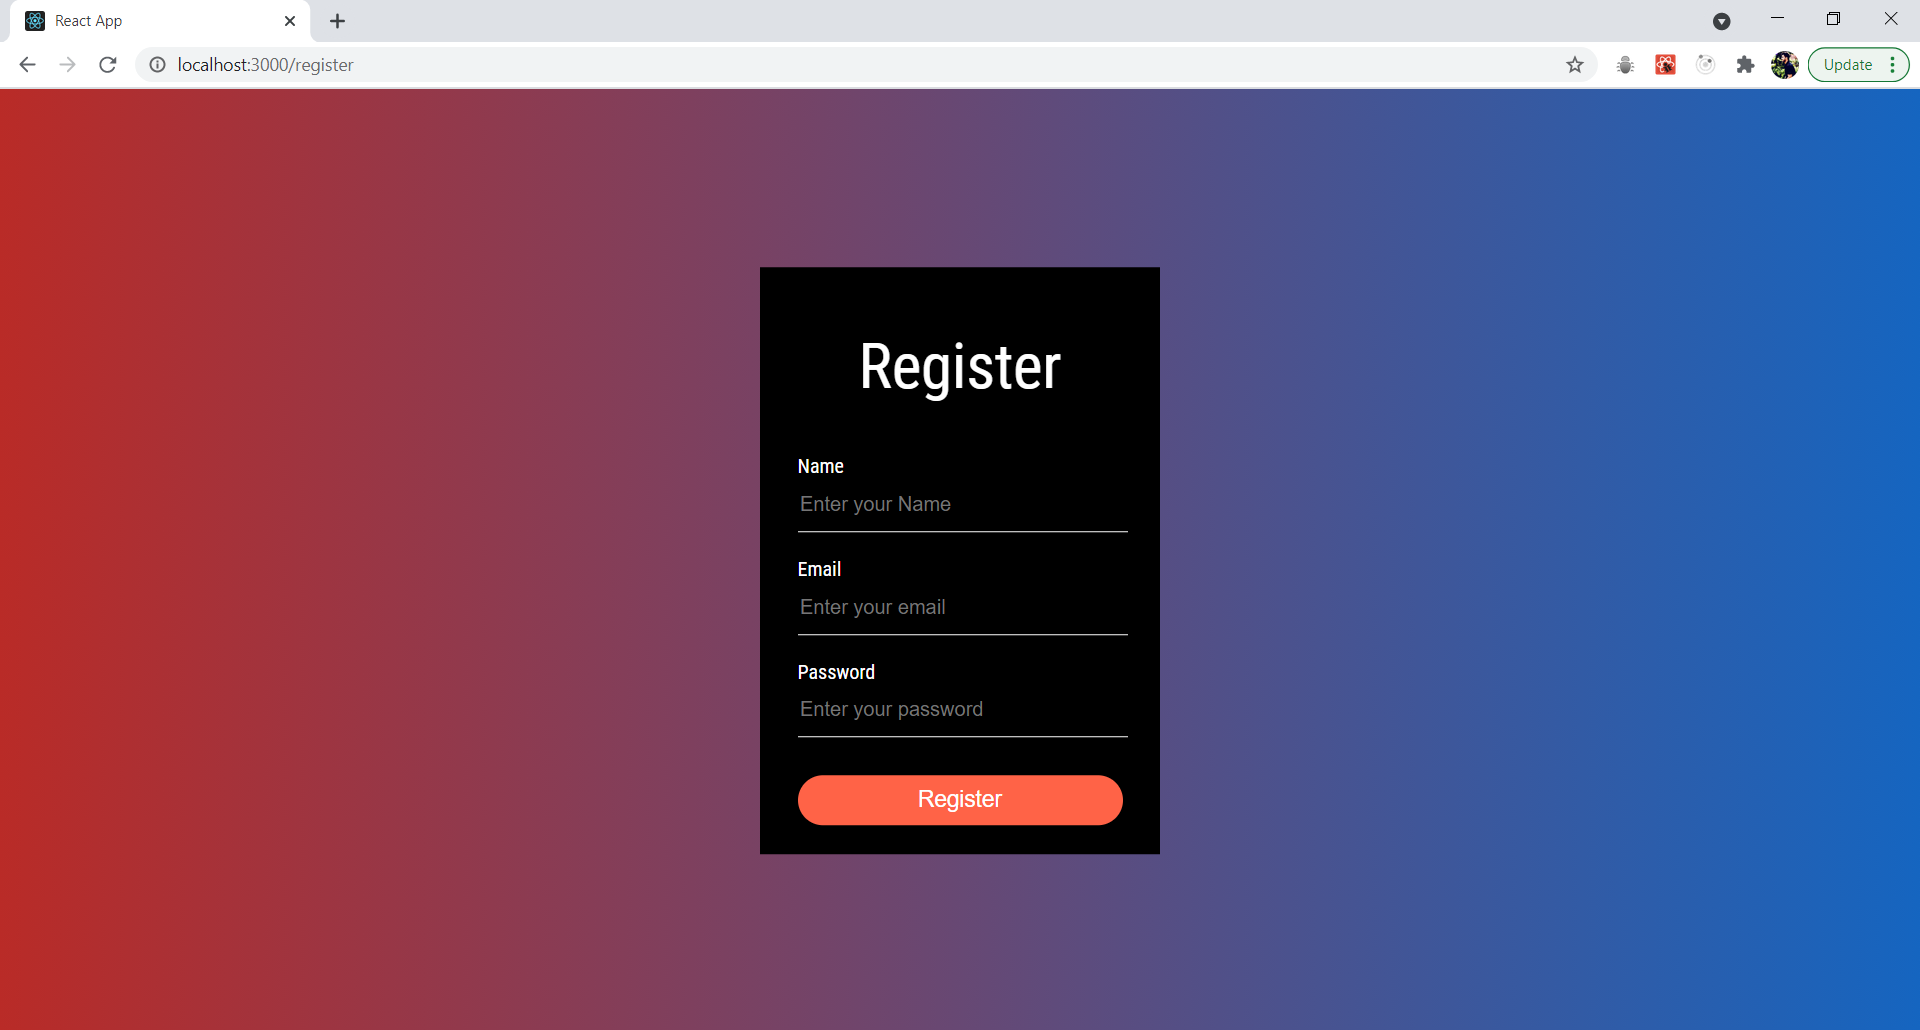 React App
localhost:3000/register
Update
Register
Name
Enter your Name
Email
Enter your email
Password
Enter your password
Register